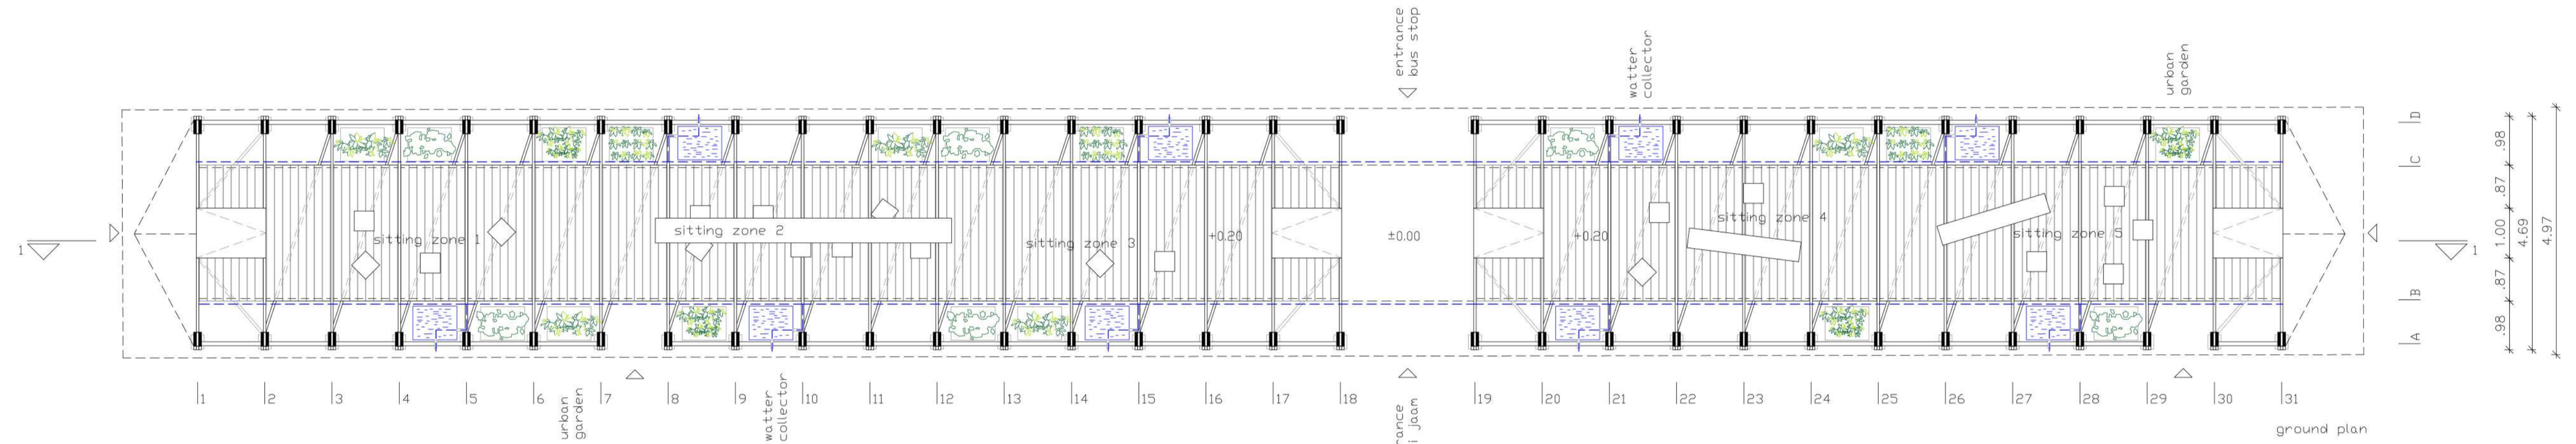 entrance
bus stop
watter
collector
urban
garden
D
C
B
A
.98
.87
1.00
.87
.98
4.69
4.97
1
1
sitting zone 1
sitting zone 2
sitting zone 3
+0.20
±0.00
+0.20
sitting zone 4
sitting zone 5
1
2
3
4
5
6
7
8
9
10
11
12
13
14
15
16
17
18
19
20
21
22
23
24
25
26
27
28
29
30
31
urban
garden
watter
collector
rance
i jaam
ground plan